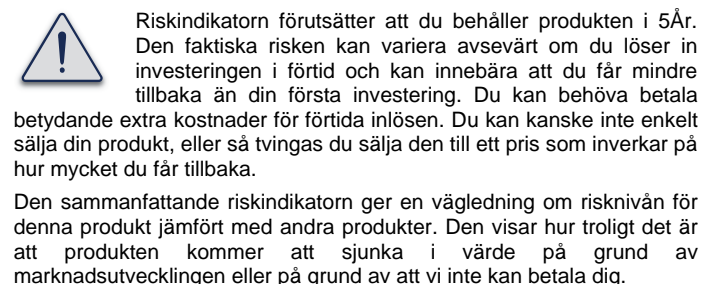 Riskindikatorn förutsätter att du behåller produkten i 5År.
Den faktiska risken kan variera avsevärt om du löser in
investeringen i förtid och kan innebära att du får mindre
tillbaka än din första investering. Du kan behöva betala
betydande extra kostnader för förtida inlösen. Du kan kanske inte enkelt
sälja din produkt, eller så tvingas du sälja den till ett pris som inverkar på
hur mycket du får tillbaka.
Den sammanfattande riskindikatorn ger en vägledning om risknivån för
denna produkt jämfört med andra produkter. Den visar hur troligt det är
att produkten kommer att sjunka i värde på grund av
marknadsutvecklingen eller på grund av att vi inte kan betala dig.